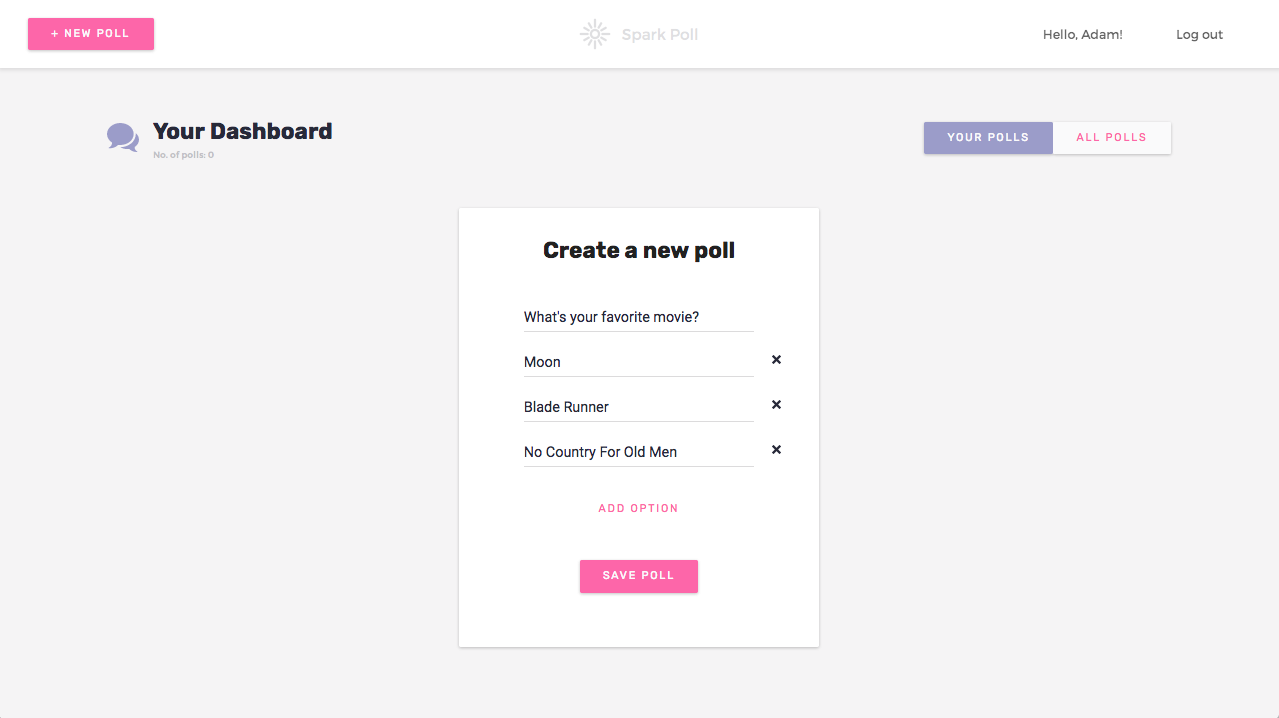 + NEW POLL
Spark Poll
Hello, Adam!
Log out
Your Dashboard
No. of polls: 0
YOUR POLLS
ALL POLLS
Create a new poll
What's your favorite movie?
Moon
Blade Runner
No Country For Old Men
ADD OPTION
SAVE POLL